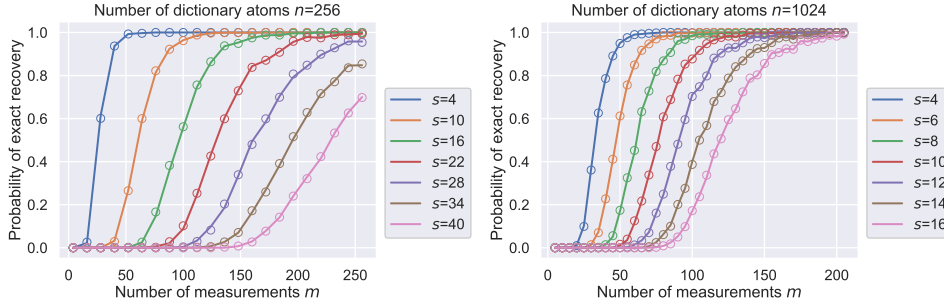 Number of dictionary atoms n=256
Probability of exact recovery
1.0
0.8
0.6
0.4
0.2
0.0
0 50 100 150 200 250
Number of measurements m
s=4
s=10
s=16
s=22
s=28
s=34
s=40
Number of dictionary atoms n=1024
Probability of exact recovery
1.0
0.8
0.6
0.4
0.2
0.0
0 50 100 150 200
Number of measurements m
s=4
s=6
s=8
s=10
s=12
s=14
s=16